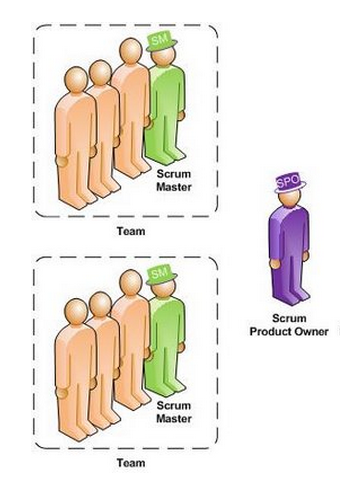 SM
Scrum
Master
Team
SPO
Scrum
Product Owner
SM
Scrum
Master
Team